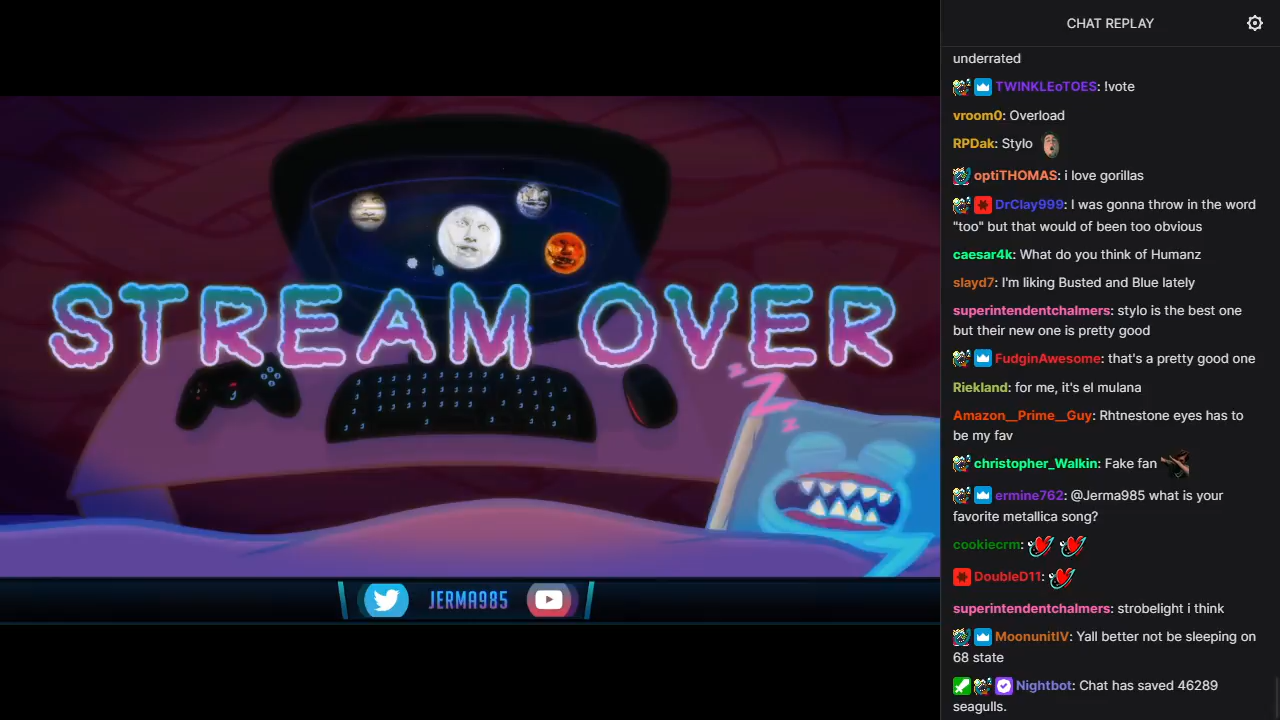 CHAT REPLAY
underrated
TWINKLEoTOES: !vote
vroom0: Overload
RPDak: Stylo
optiTHOMAS: i love gorillas
DrClay999: I was gonna throw in the word
"too" but that would of been too obvious
caesar4k: What do you think of Humanz
slayd7: I'm liking Busted and Blue lately
superintendentchalmers: stylo is the best one
but their new one is pretty good
FudginAwesome: that's a pretty good one
Riekland: for me, it's el mulana
Amazon__Prime__Guy: Rhtnestone eyes has to
be my fav
christopher_Walkin: Fake fan
ermine762: @Jerma985 what is your
favorite metallica song?
cookiecrm:
DoubleD11:
superintendentchalmers: strobelight i think
MoonunitIV: Yall better not be sleeping on
68 state
Nightbot: Chat has saved 46289
seagulls.
STREAM OVER
z
Z
z
JERMA985